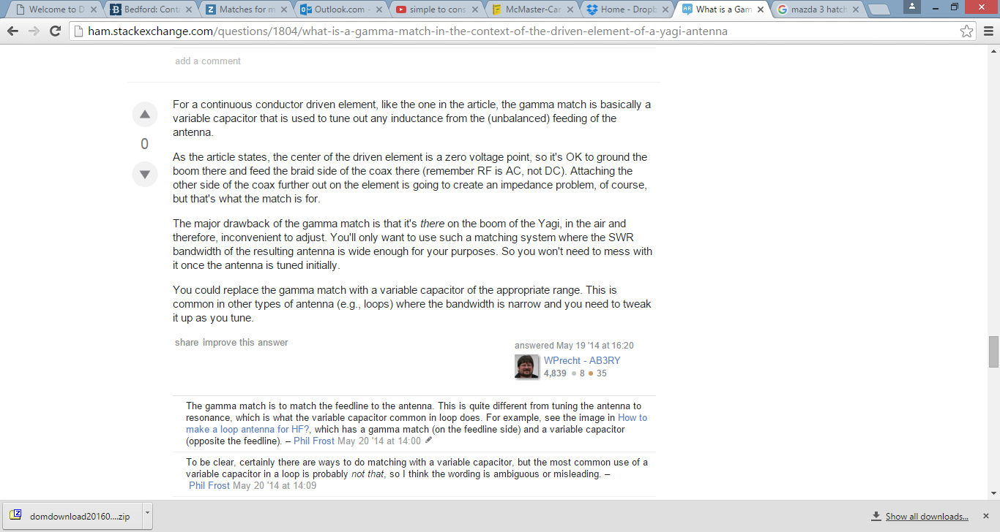 Welcome to D
Bedford: Cont
Matches for m
Outlook.com -
simple to cons
McMaster-Car
Home - Dropb
What is a Gam
mazda 3 hatch
ham.stackexchange.com/questions/1804/what-is-a-gamma-match-in-the-context-of-the-driven-element-of-a-yagi-antenna
add a comment
For a continuous conductor driven element, like the one in the article, the gamma match is basically a
variable capacitor that is used to tune out any inductance from the (unbalanced) feeding of the
antenna.
0
As the article states, the center of the driven element is a zero voltage point, so it's OK to ground the
boom there and feed the braid side of the coax there (remember RF is AC, not DC). Attaching the
other side of the coax further out on the element is going to create an impedance problem, of course,
but that's what the match is for.
The major drawback of the gamma match is that it's there on the boom of the Yagi, in the air and
therefore, inconvenient to adjust. You'll only want to use such a matching system where the SWR
bandwidth of the resulting antenna is wide enough for your purposes. So you won't need to mess with
it once the antenna is tuned initially.
You could replace the gamma match with a variable capacitor of the appropriate range. This is
common in other types of antenna (e.g., loops) where the bandwidth is narrow and you need to tweak
it up as you tune.
share improve this answer
answered May 19 '14 at 16:20
WPrecht - AB3RY
4,839 ● 8 ● 35
The gamma match is to match the feedline to the antenna. This is quite different from tuning the antenna to
resonance, which is what the variable capacitor common in loop does. For example, see the image in How to
make a loop antenna for HF?, which has a gamma match (on the feedline side) and a variable capacitor
(opposite the feedline). – Phil Frost May 20 '14 at 14:00
To be clear, certainly there are ways to do matching with a variable capacitor, but the most common use of a
variable capacitor in a loop is probably not that, so I think the wording is ambiguous or misleading. –
Phil Frost May 20 '14 at 14:09
domdownload20160....zip
Show all downloads...